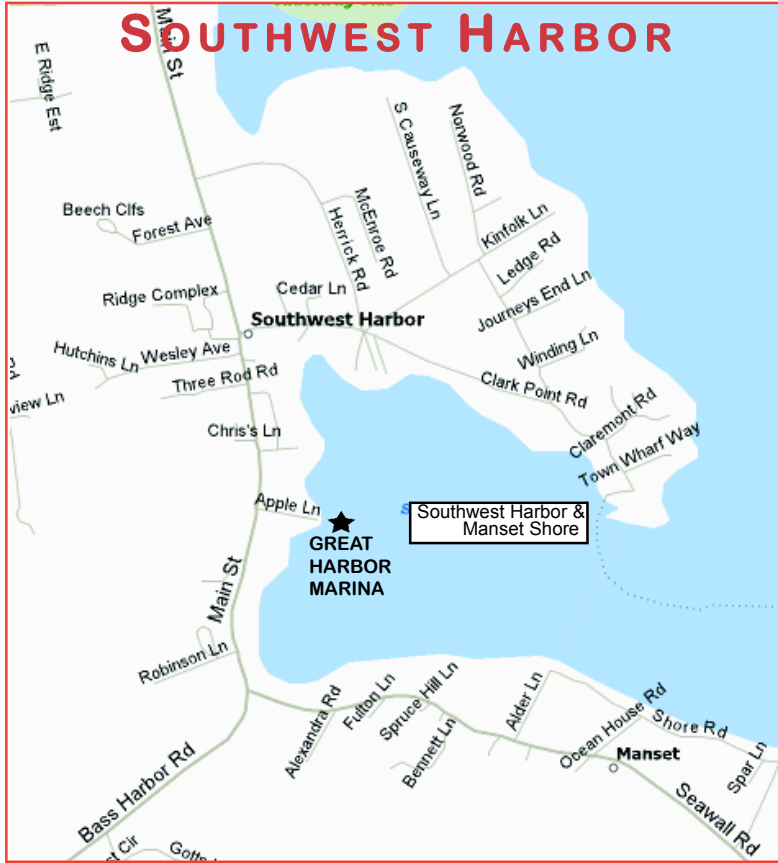 SOUTHWEST HARBOR
Main St
E Ridge Est
S Causeway Ln
Norwood Rd
McEnroe Rd
Herrick Rd
Beech Clfs
Forest Ave
Kinfolk Ln
Ledge Rd
Ridge Complex
Cedar Ln
Journeys End Ln
Southwest Harbor
Hutchins Ln
Wesley Ave
Winding Ln
Three Rod Rd
Clark Point Rd
view Ln
Chris's Ln
Claremont Rd
Town Wharf Way
Apple Ln
Southwest Harbor &
Manset Shore
GREAT
HARBOR
MARINA
Main St
Robinson Ln
Alexandra Rd
Fulton Ln
Spruce Hill Ln
Bennett Ln
Alder Ln
Ocean House Rd
Shore Rd
Manset
Spar Ln
Bass Harbor Rd
Seawall Rd